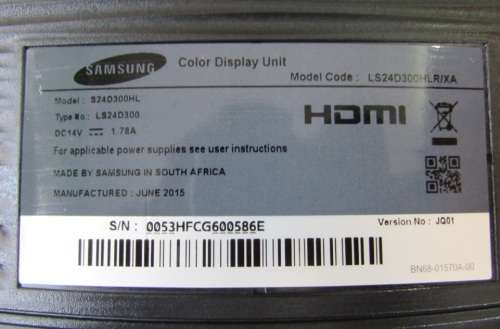 SAMSUNG Color Display Unit
Model Code : LS24D300HLR/XA
Model : S24D300HL
Type No : LS24D300
DC14V ⎓ 1.78A
HDMI
For applicable power supplies see user instructions
MADE BY SAMSUNG IN SOUTH AFRICA
MANUFACTURED : JUNE 2015
S/N : 0053HFCG600586E
Version No : JQ01
BN68-01570A-00